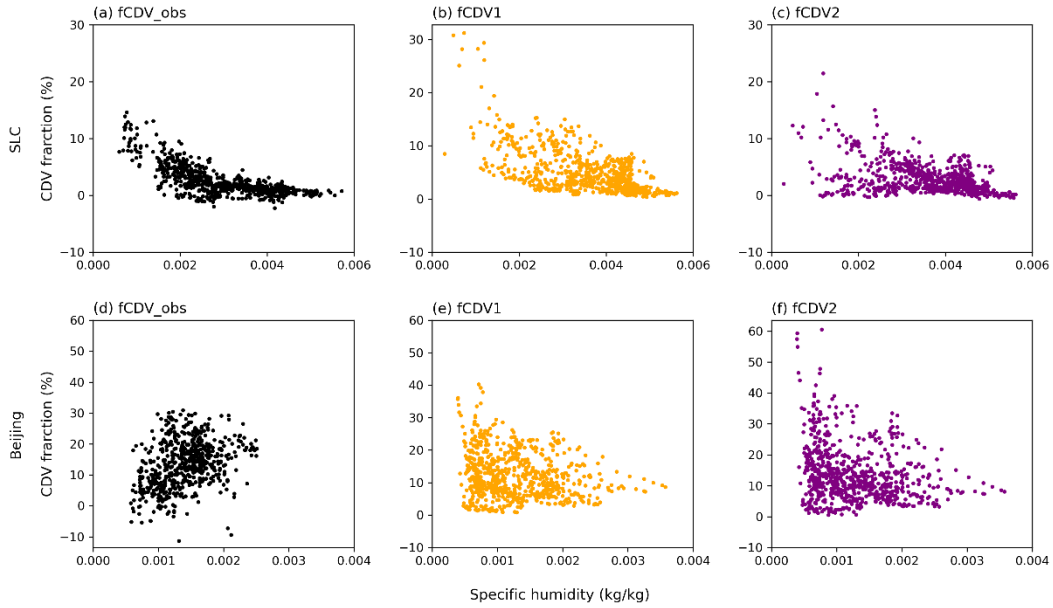 (a) fCDV_obs (b) fCDV1 (c) fCDV2
30 30 30
20 20 20
10 10 10
0 0 0
−10 −10 −10
0.000 0.002 0.004 0.006 0.000 0.002 0.004 0.006 0.000 0.002 0.004 0.006
SLC
CDV frarction (%)
(d) fCDV_obs (e) fCDV1 (f) fCDV2
60 60 60
50 50 50
40 40 40
30 30 30
20 20 20
10 10 10
0 0 0
−10 −10 −10
0.000 0.001 0.002 0.003 0.004 0.000 0.001 0.002 0.003 0.004 0.000 0.001 0.002 0.003 0.004
Beijing
CDV frarction (%)
Specific humidity (kg/kg)